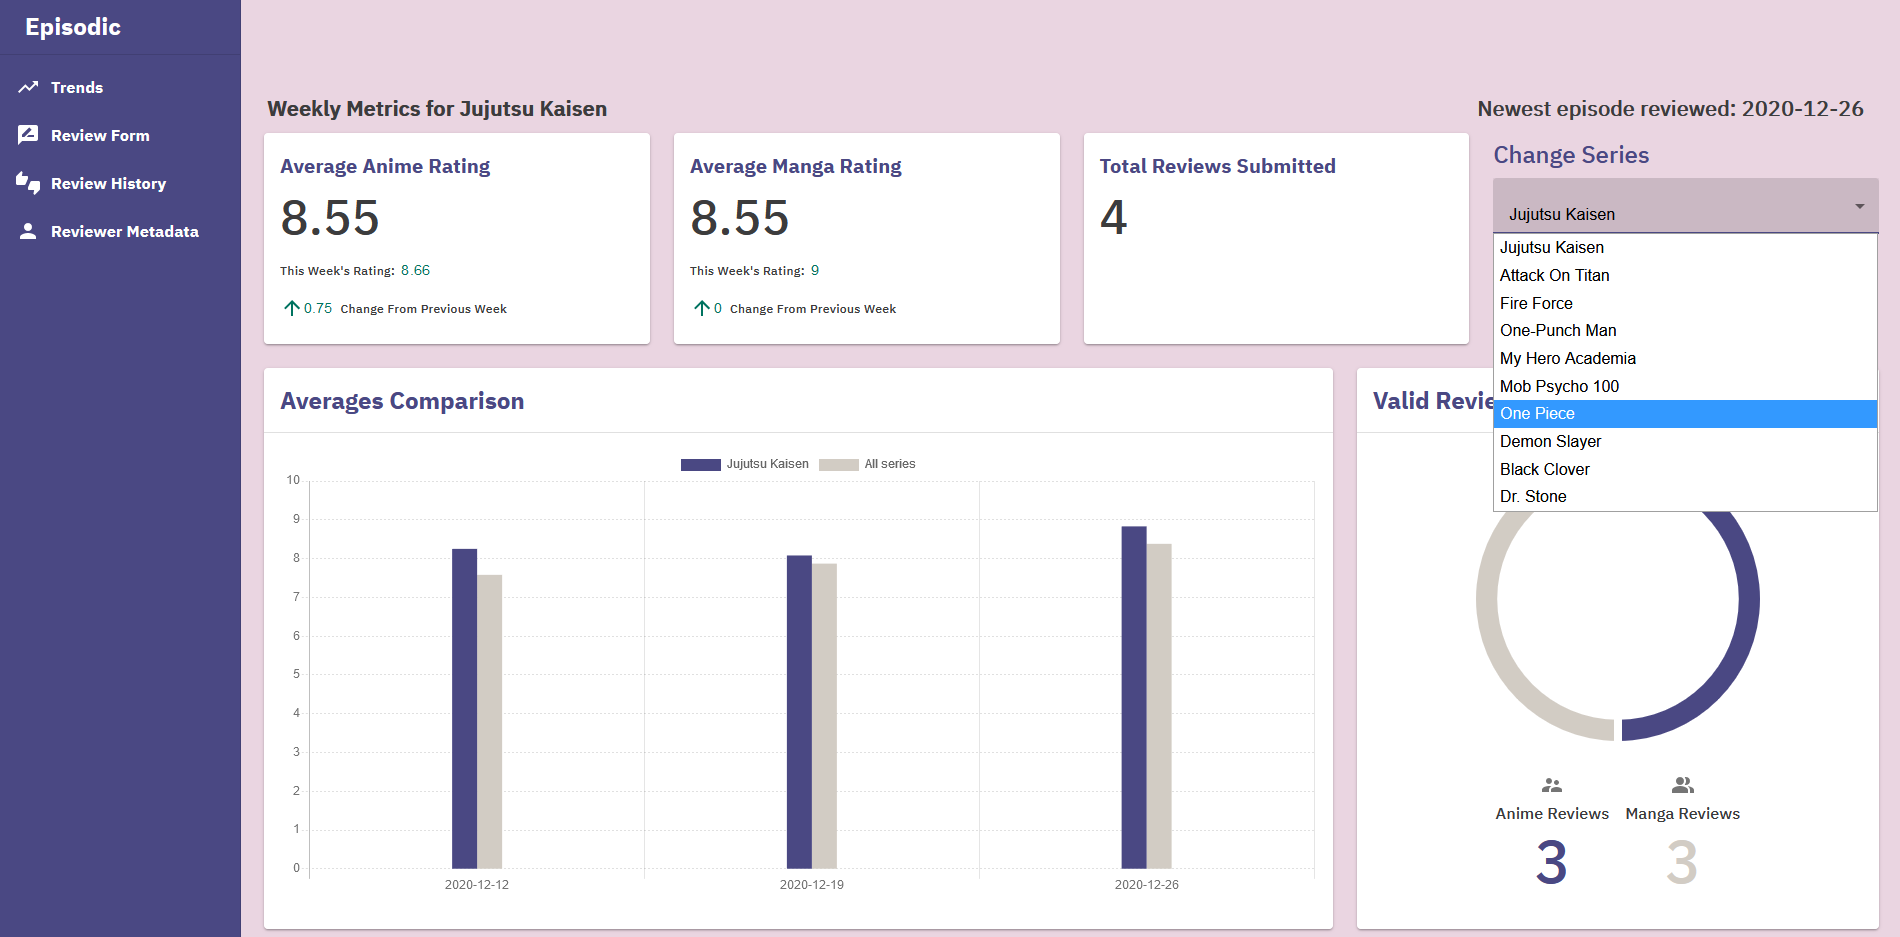 Episodic
Trends
Review Form
Review History
Reviewer Metadata
Weekly Metrics for Jujutsu Kaisen
Newest episode reviewed: 2020-12-26
Average Anime Rating
8.55
This Week's Rating: 8.66
0.75 Change From Previous Week
Average Manga Rating
8.55
This Week's Rating: 9
0 Change From Previous Week
Total Reviews Submitted
4
Change Series
Jujutsu Kaisen
Jujutsu Kaisen
Attack On Titan
Fire Force
One-Punch Man
My Hero Academia
Mob Psycho 100
One Piece
Demon Slayer
Black Clover
Dr. Stone
Averages Comparison
Jujutsu Kaisen All series
10
9
8
7
6
5
4
3
2
1
0
2020-12-12 2020-12-19 2020-12-26
Valid
Anime Reviews Manga Reviews
3 3